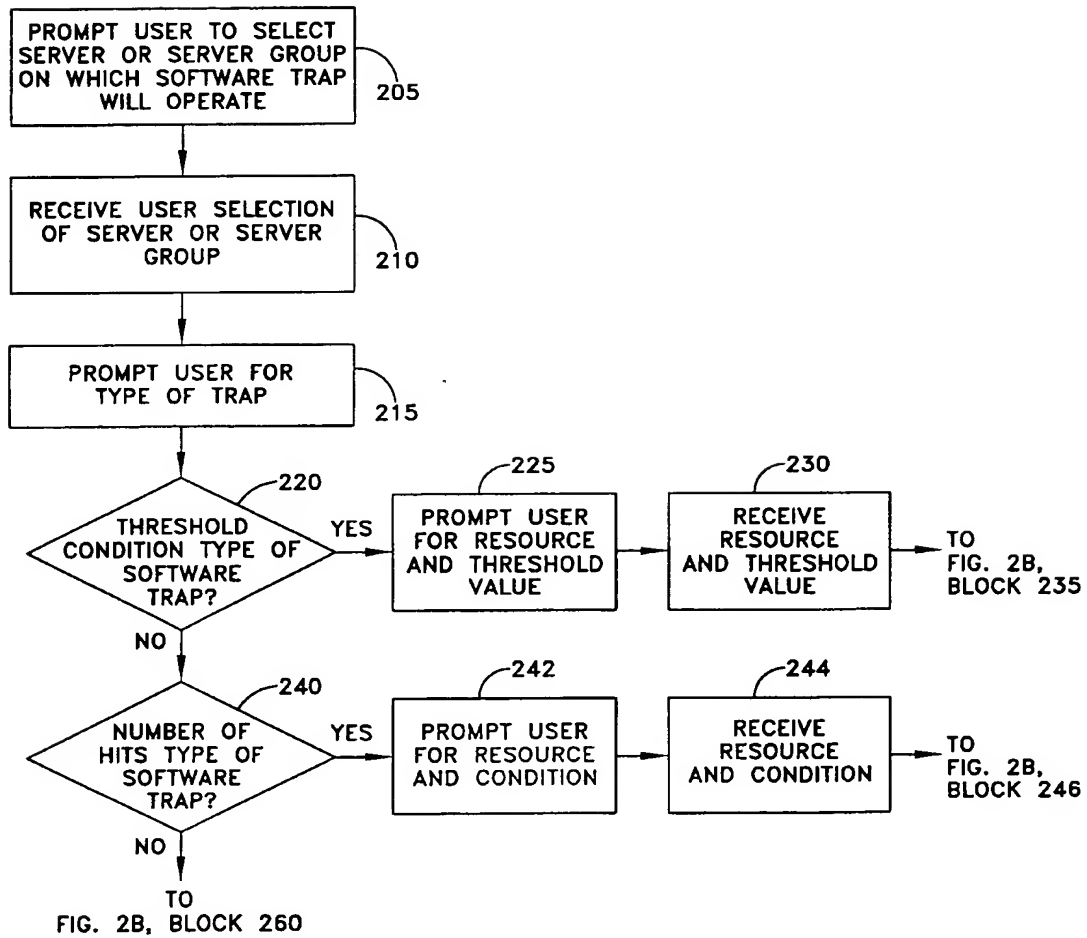 PROMPT USER TO SELECT
SERVER OR SERVER GROUP
ON WHICH SOFTWARE TRAP
WILL OPERATE
205
RECEIVE USER SELECTION
OF SERVER OR SERVER
GROUP
210
PROMPT USER FOR
TYPE OF TRAP
215
220
THRESHOLD
CONDITION TYPE OF
SOFTWARE
TRAP?
YES
NO
225
PROMPT USER
FOR RESOURCE
AND THRESHOLD
VALUE
230
RECEIVE
RESOURCE
AND THRESHOLD
VALUE
TO
FIG. 2B,
BLOCK 235
240
NUMBER OF
HITS TYPE OF
SOFTWARE
TRAP?
YES
NO
242
PROMPT USER
FOR RESOURCE
AND CONDITION
244
RECEIVE
RESOURCE
AND CONDITION
TO
FIG. 2B,
BLOCK 246
TO
FIG. 2B, BLOCK 260